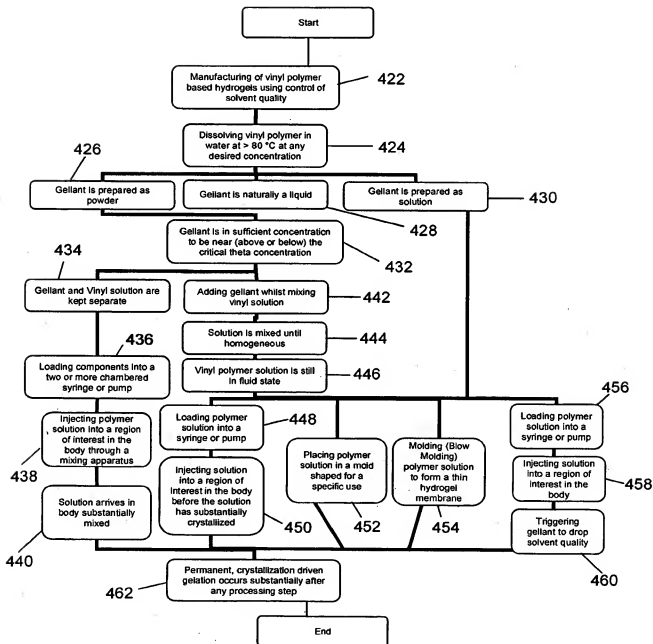 Start
Manufacturing of vinyl polymer
based hydrogels using control of
solvent quality
422
Dissolving vinyl polymer in
water at > 80 °C at any
desired concentration
424
426
Gellant is prepared as
powder
Gellant is naturally a liquid
428
Gellant is prepared as
solution
430
Gellant is in sufficient concentration
to be near (above or below) the
critical theta concentration
432
434
Gellant and Vinyl solution are
kept separate
Adding gellant whilst mixing
vinyl solution
442
Solution is mixed until
homogeneous
444
436
Loading components into a
two or more chambered
syringe or pump
Vinyl polymer solution is still
in fluid state
446
Injecting polymer
solution into a region
of interest in the
body through a
mixing apparatus
438
Solution arrives in
body substantially
mixed
440
Loading polymer
solution into a
syringe or pump
448
Injecting solution
into a region of
interest in the body
before the solution
has substantially
crystallized
450
Placing polymer
solution in a mold
shaped for a
specific use
452
Molding (Blow
Molding)
polymer solution
to form a thin
hydrogel
membrane
454
456
Loading polymer
solution into a
syringe or pump
Injecting solution
into a region of
interest in the
body
458
Triggering
gellant to drop
solvent quality
460
Permanent, crystallization driven
gelation occurs substantially after
any processing step
462
End